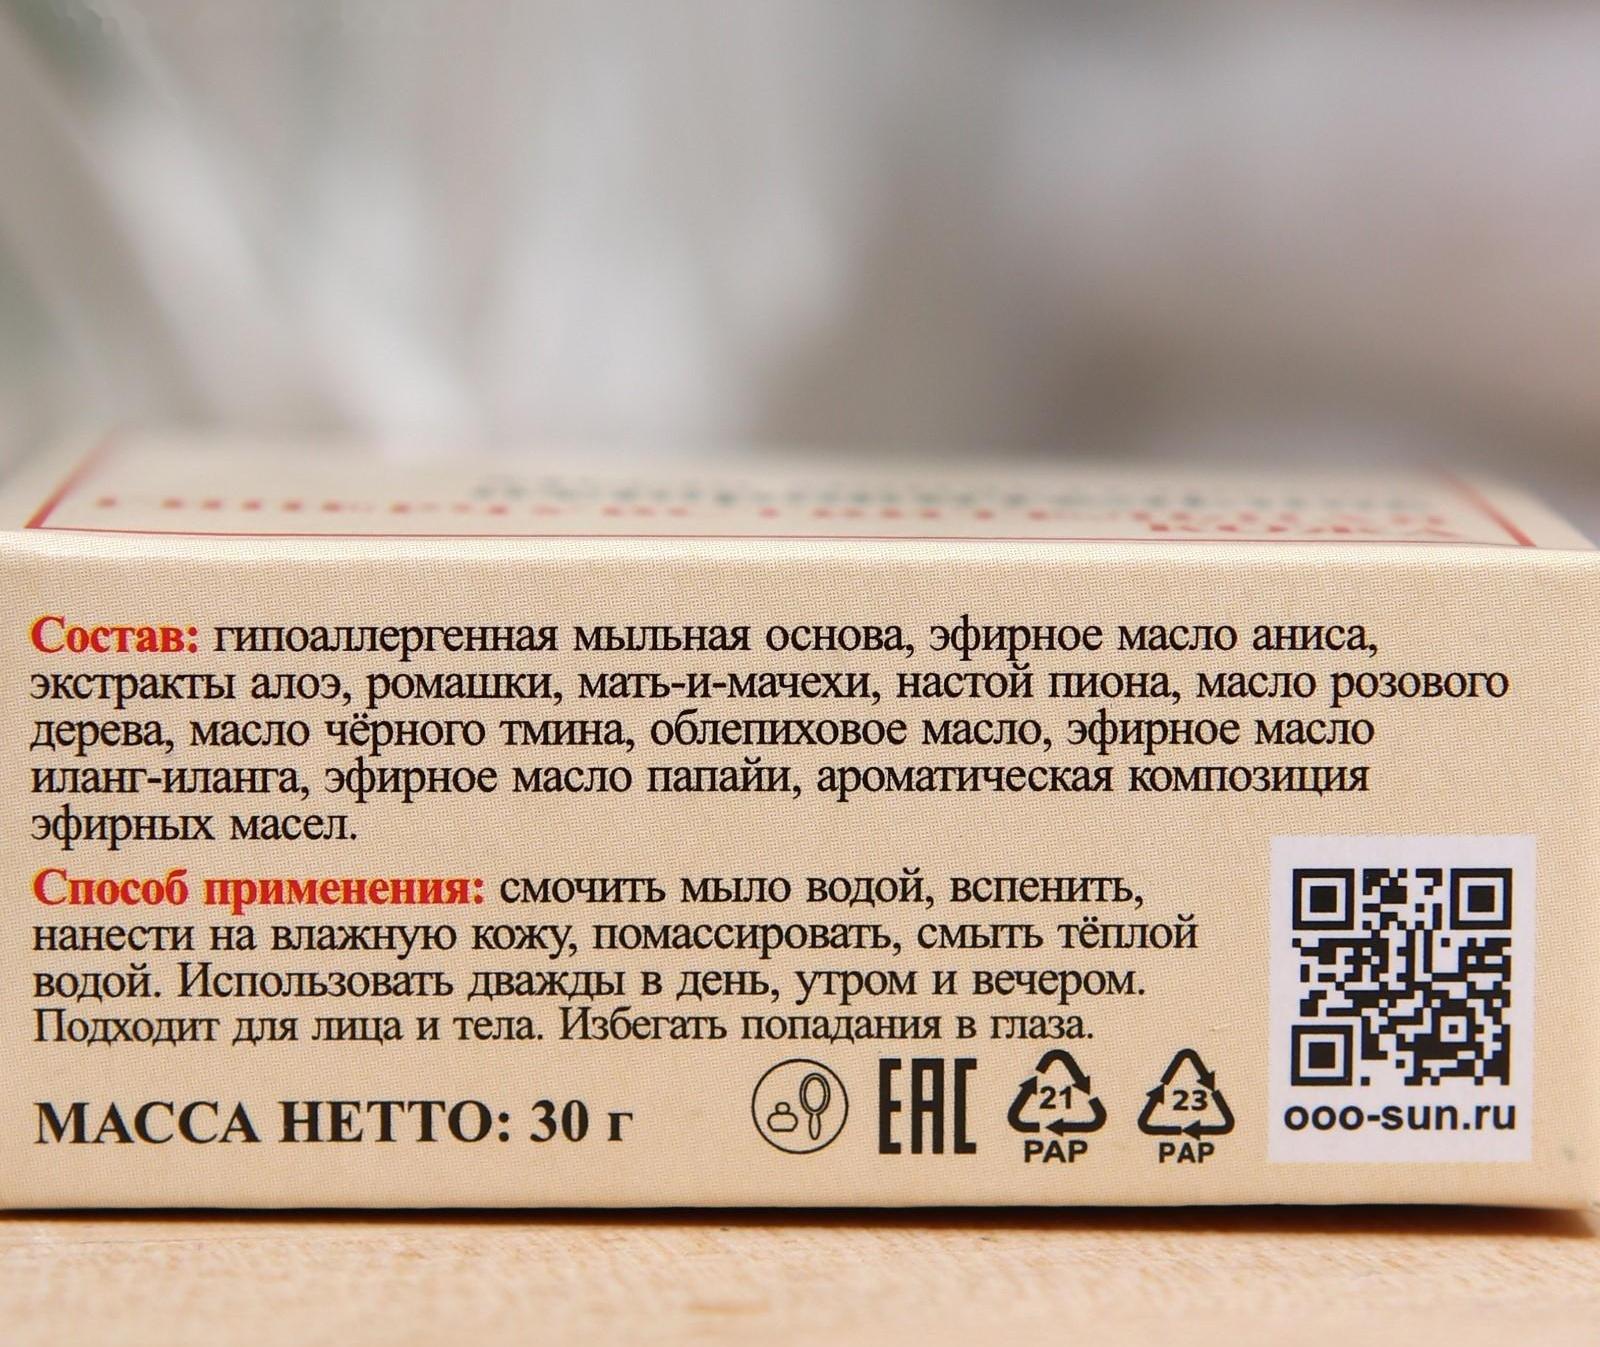 Состав: гипоаллергенная мыльная основа, эфирное масло аниса,
экстракты алоэ, ромашки, мать-и-мачехи, настой пиона, масло розового
дерева, масло чёрного тмина, облепиховое масло, эфирное масло
иланг-иланга, эфирное масло папайи, ароматическая композиция
эфирных масел.
Способ применения: смочить мыло водой, вспенить,
нанести на влажную кожу, помассировать, смыть тёплой
водой. Использовать дважды в день, утром и вечером.
Подходит для лица и тела. Избегать попадания в глаза.
МАССА НЕТТО: 30 г
EAC
21
PAP
23
PAP
ooo-sun.ru